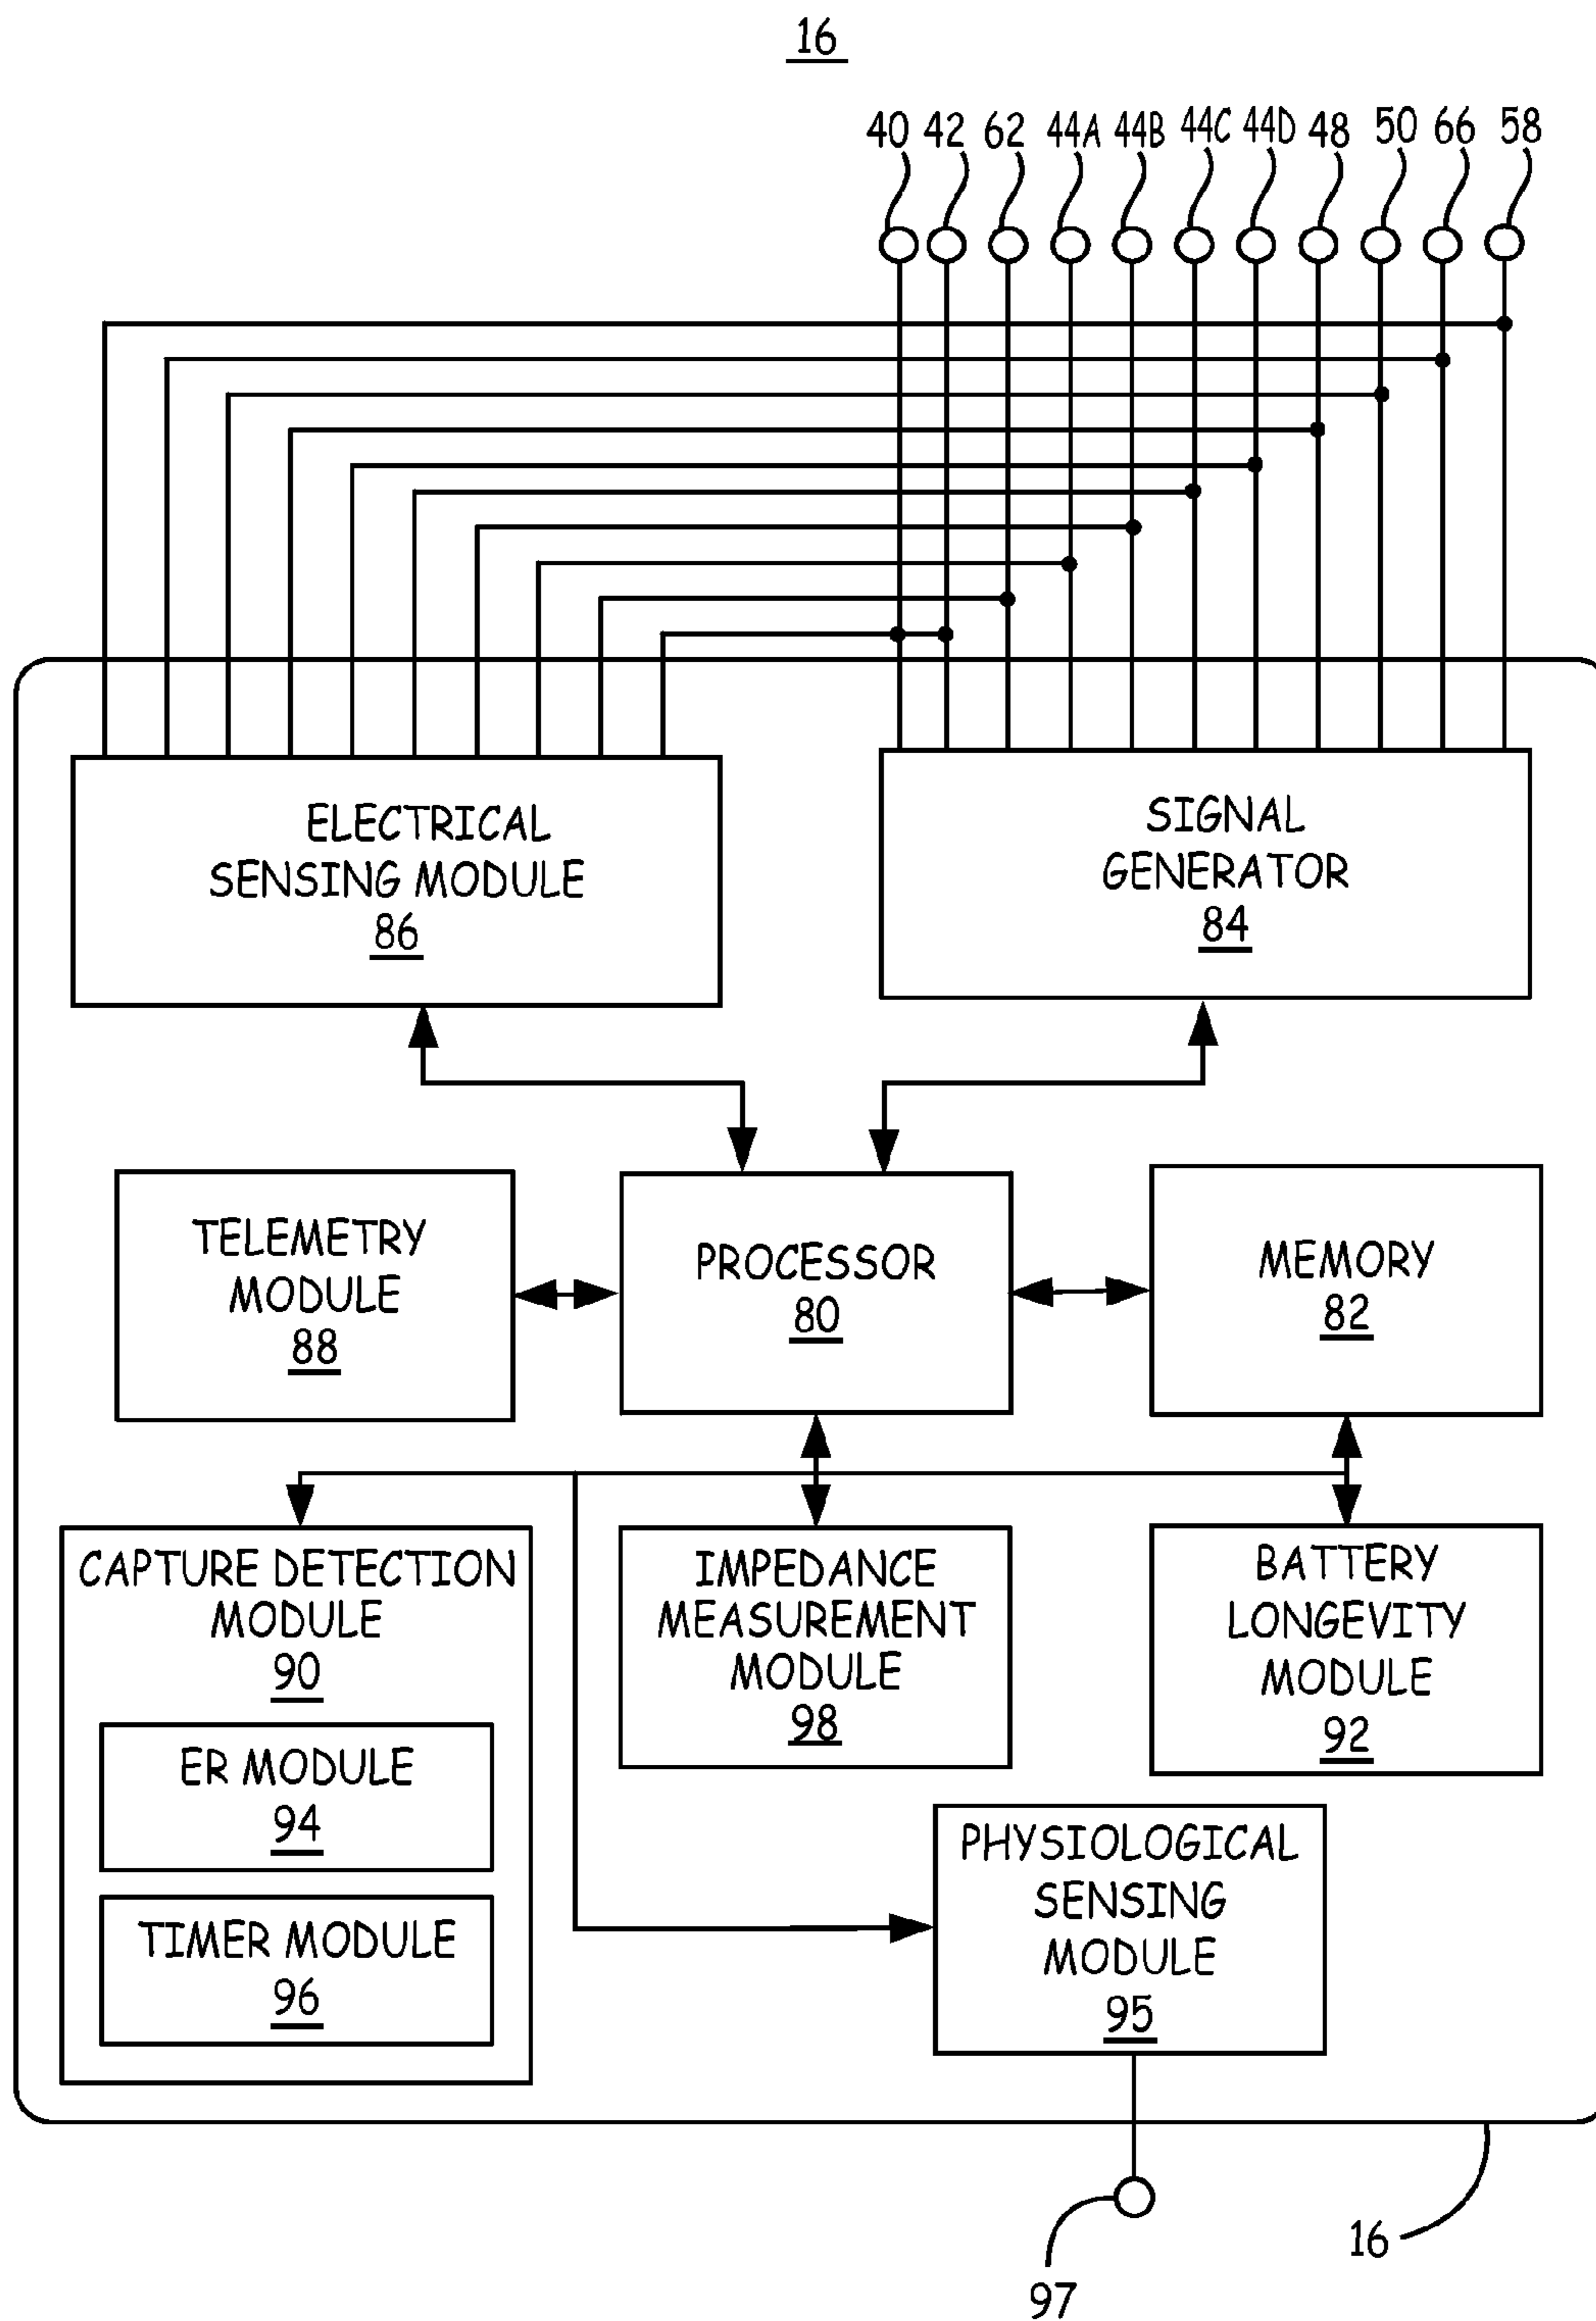 16
40 42 62 44A 44B 44C 44D 48 50 66 58
ELECTRICAL
SENSING MODULE
86
SIGNAL
GENERATOR
84
TELEMETRY
MODULE
88
PROCESSOR
80
MEMORY
82
CAPTURE DETECTION
MODULE
90
ER MODULE
94
TIMER MODULE
96
IMPEDANCE
MEASUREMENT
MODULE
98
BATTERY
LONGEVITY
MODULE
92
PHYSIOLOGICAL
SENSING
MODULE
95
16
97